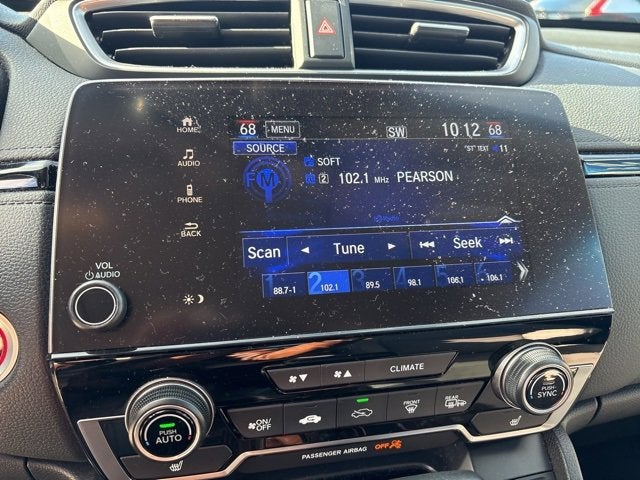 HOME
68 MENU SW 10:12 68
AUDIO
SOURCE "ST" TEXT 11
SOFT
PHONE
FM 2 102.1 MHz PEARSON
BACK
Scan Tune Seek
VOL
AUDIO
1 88.7-1 2 102.1 3 89.5 4 98.1 5 106.1 6 106.1
CLIMATE
PUSH AUTO
ON/OFF
FRONT
REAR
PUSH SYNC
PASSENGER AIRBAG OFF